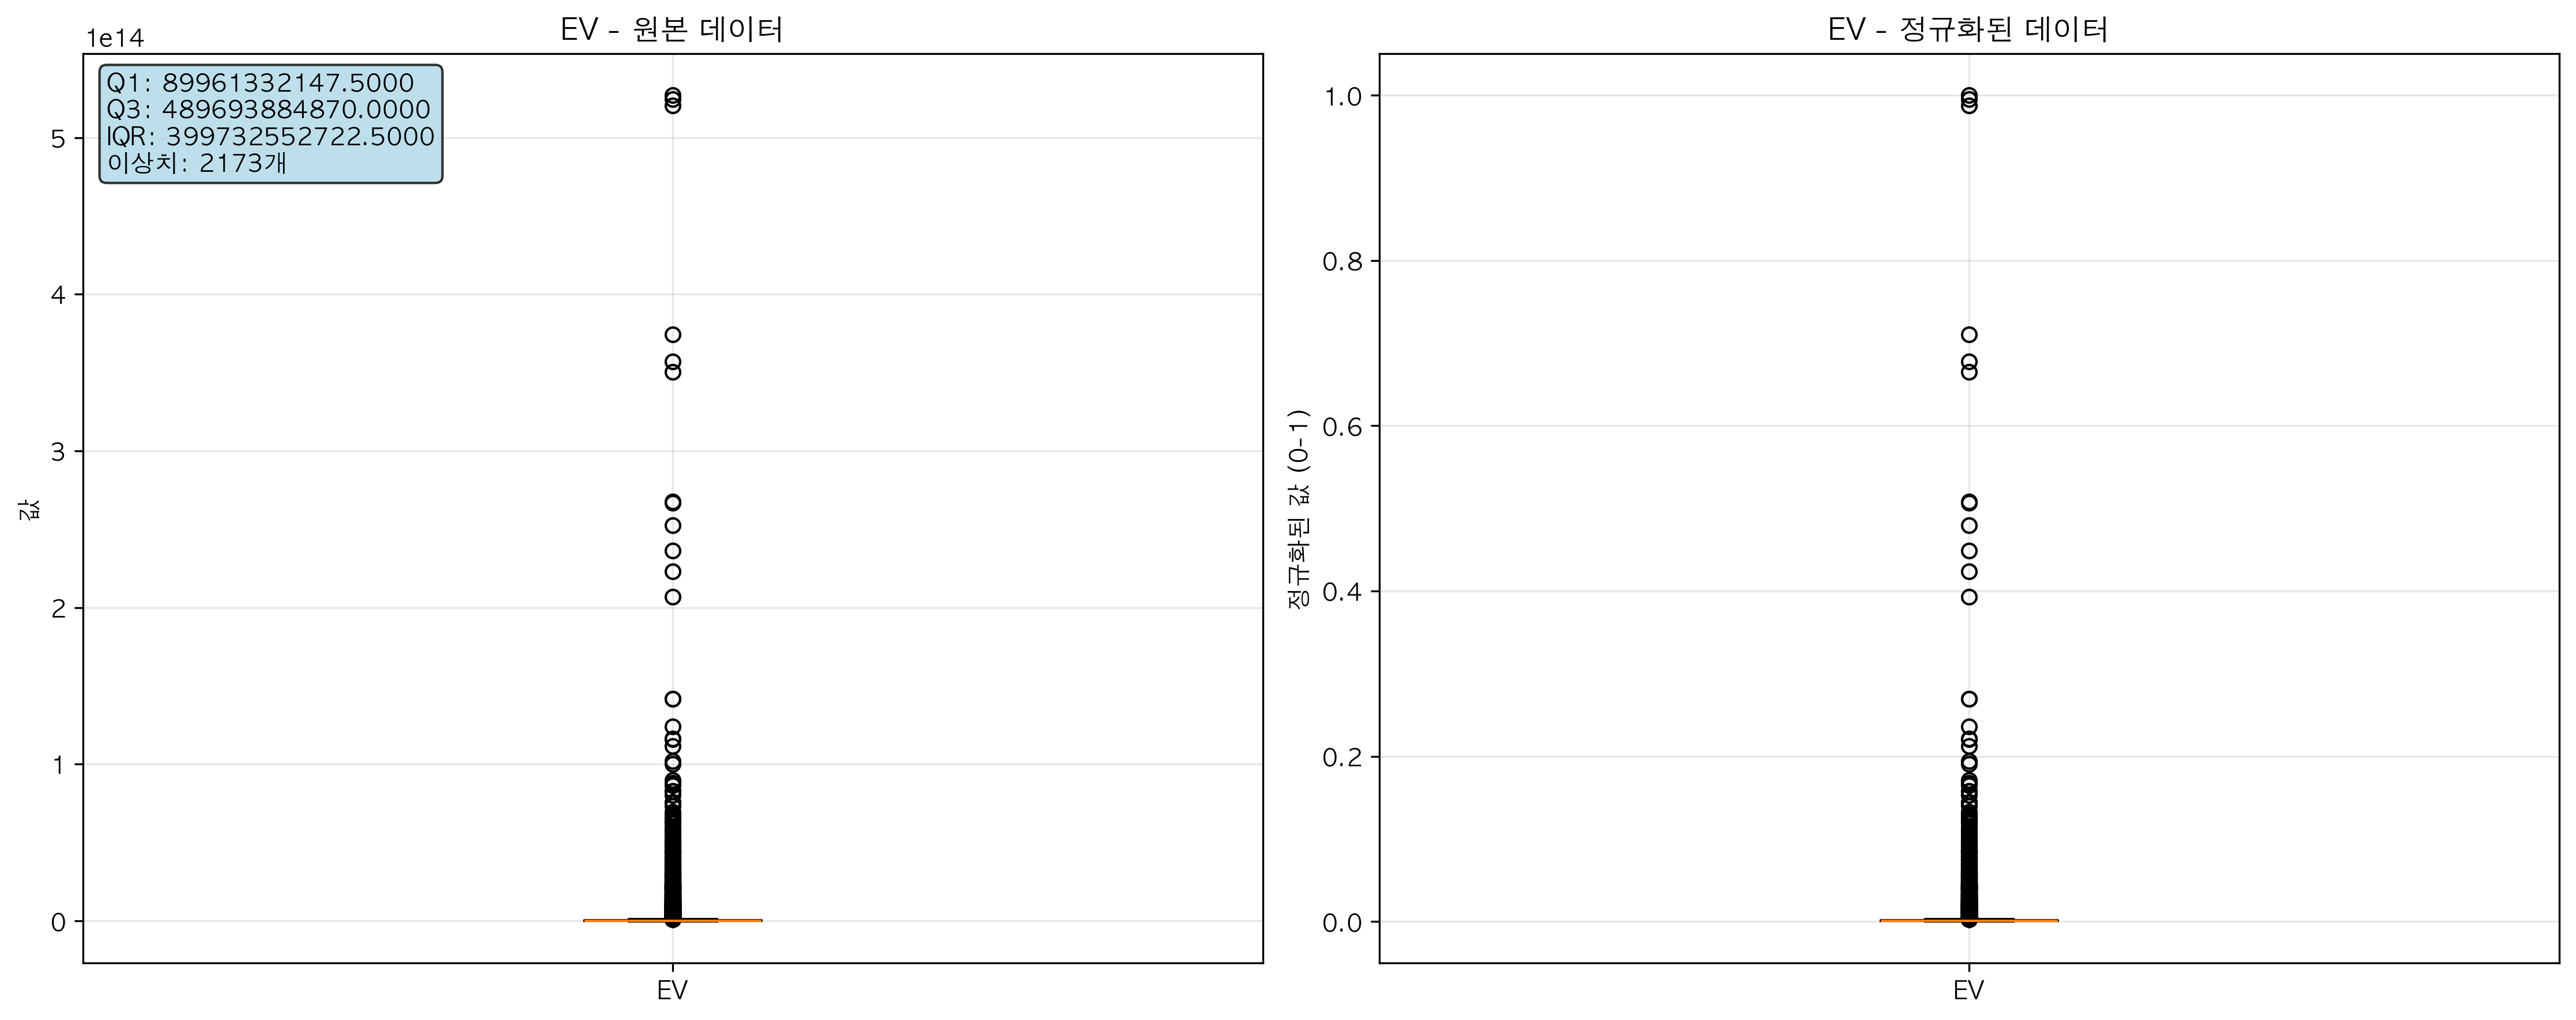 EV - 원본 데이터
1e14
Q1: 89961332147.5000
Q3: 489693884870.0000
IQR: 399732552722.5000
이상치: 2173개
5
4
3
2
1
0
값
EV
EV - 정규화된 데이터
1.0
0.8
0.6
0.4
0.2
0.0
정규화된 값 (0-1)
EV